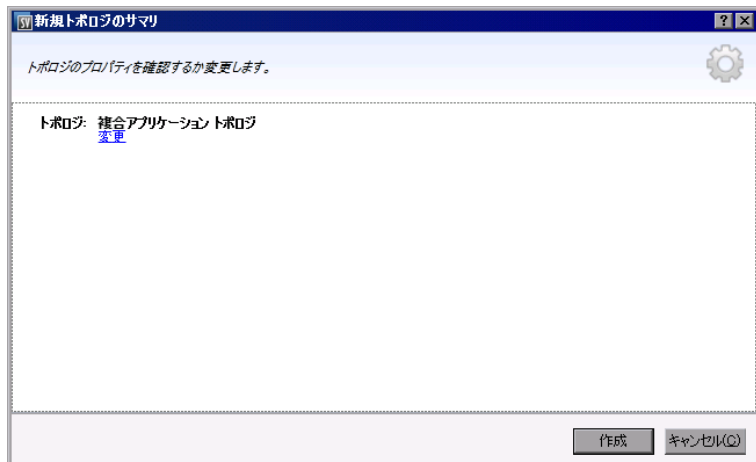 SV 新規トポロジのサマリ
トポロジのプロパティを確認するか変更します。
トポロジ: 複合アプリケーション トポロジ
変更
作成 キャンセル(C)